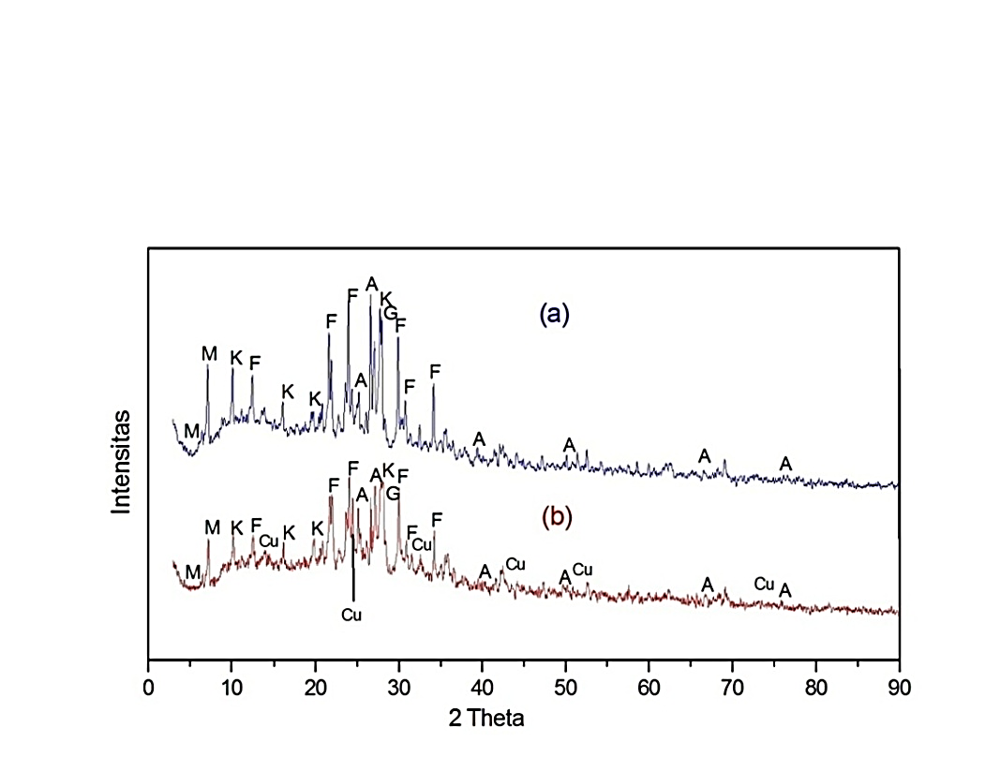 A
F
K
G
(a)
F
F
M
K
F
F
A
F
K
K
M
A
A
A
A
Intensitas
F
A
K
F
G
F
A
(b)
M
K
F
Cu
K
K
F
Cu
F
M
A
Cu
A
Cu
A
Cu
A
Cu
0
10
20
30
40
50
60
70
80
90
2 Theta